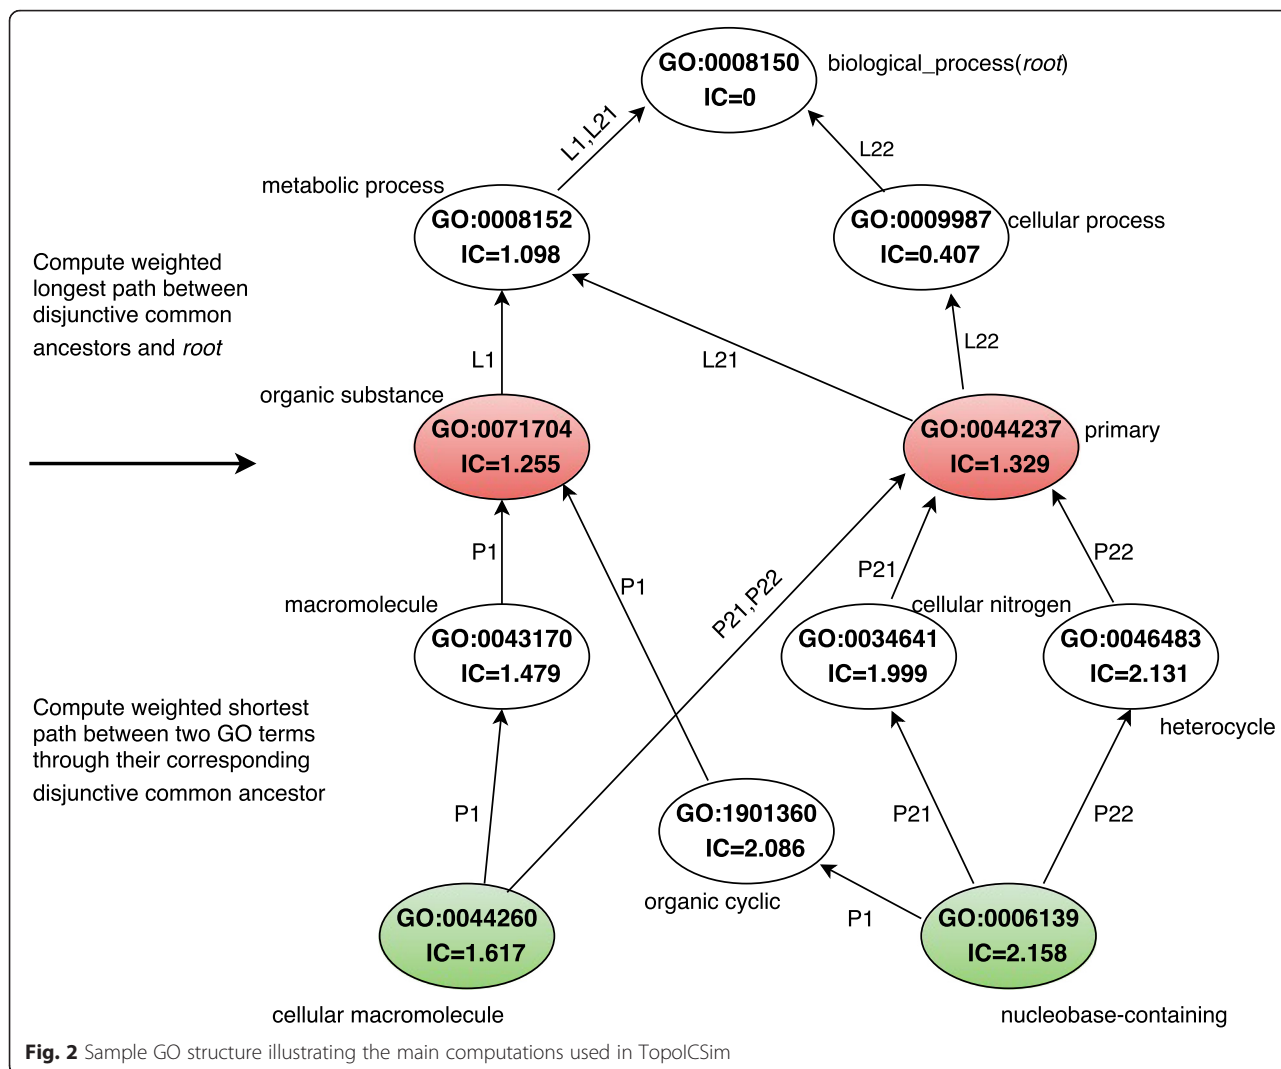 GO:0008150
IC=0
biological_process(root)
L1,L21
L22
metabolic process
GO:0008152
IC=1.098
GO:0009987
IC=0.407
cellular process
Compute weighted
longest path between
disjunctive common
ancestors and root
L1
L21
L22
organic substance
GO:0071704
IC=1.255
GO:0044237
IC=1.329
primary
P1
P1
P21,P22
P21
P22
macromolecule
GO:0043170
IC=1.479
cellular nitrogen
GO:0034641
IC=1.999
GO:0046483
IC=2.131
heterocycle
Compute weighted shortest
path between two GO terms
through their corresponding
disjunctive common ancestor
P1
GO:1901360
IC=2.086
organic cyclic
P21
P22
P1
GO:0044260
IC=1.617
cellular macromolecule
GO:0006139
IC=2.158
nucleobase-containing
Fig. 2 Sample GO structure illustrating the main computations used in TopoICSim